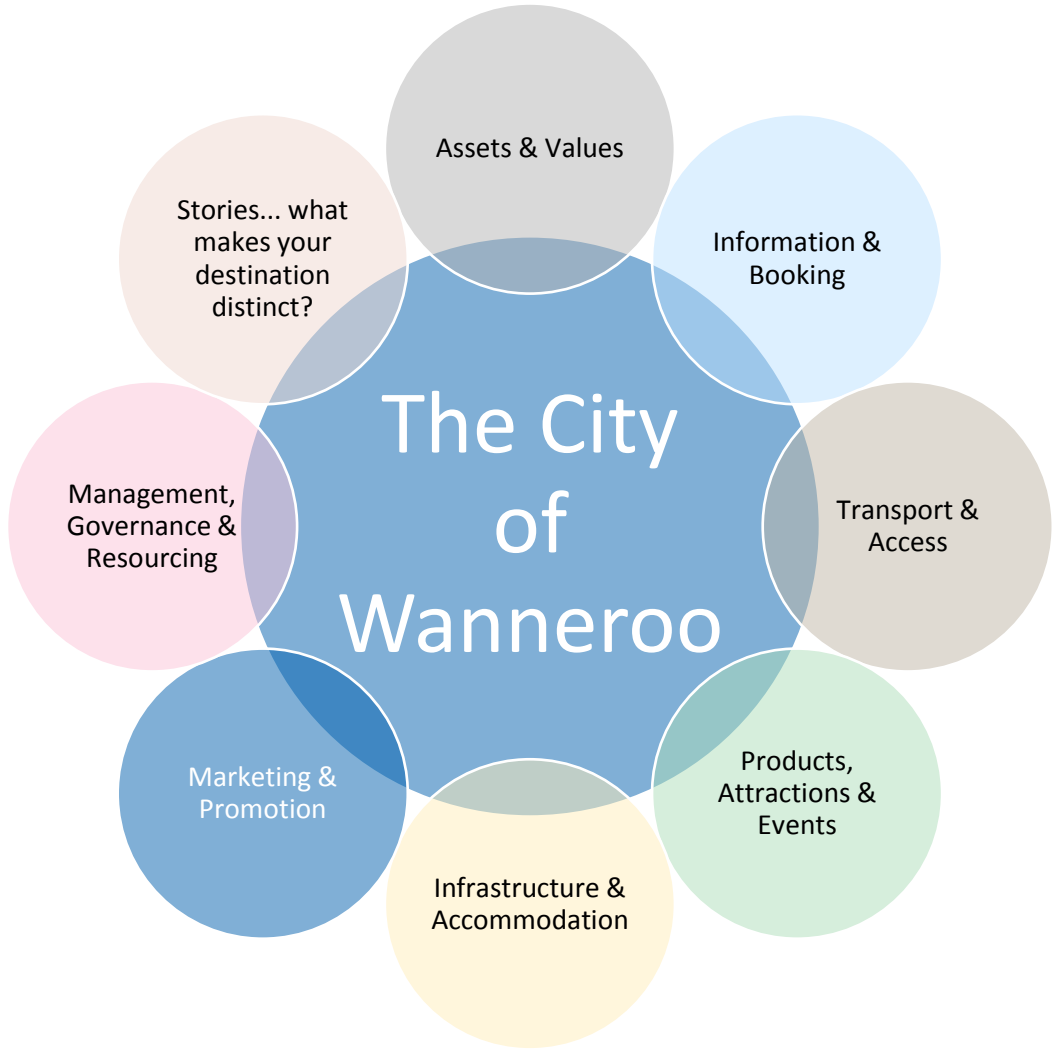 Assets & Values
Information &
Booking
Transport &
Access
Products,
Attractions &
Events
Infrastructure &
Accommodation
Marketing &
Promotion
Management,
Governance &
Resourcing
Stories... what
makes your
destination
distinct?
The City
of
Wanneroo